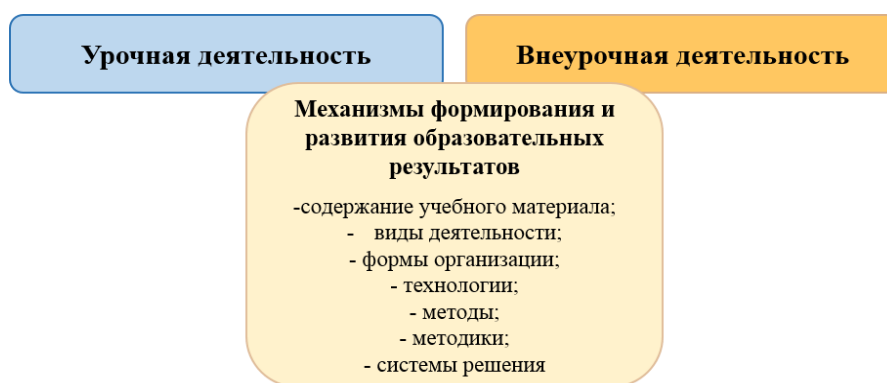 Урочная деятельность
Внеурочная деятельность
Механизмы формирования и
развития образовательных
результатов
-содержание учебного материала;
- виды деятельности;
- формы организации;
- технологии;
- методы;
- методики;
- системы решения